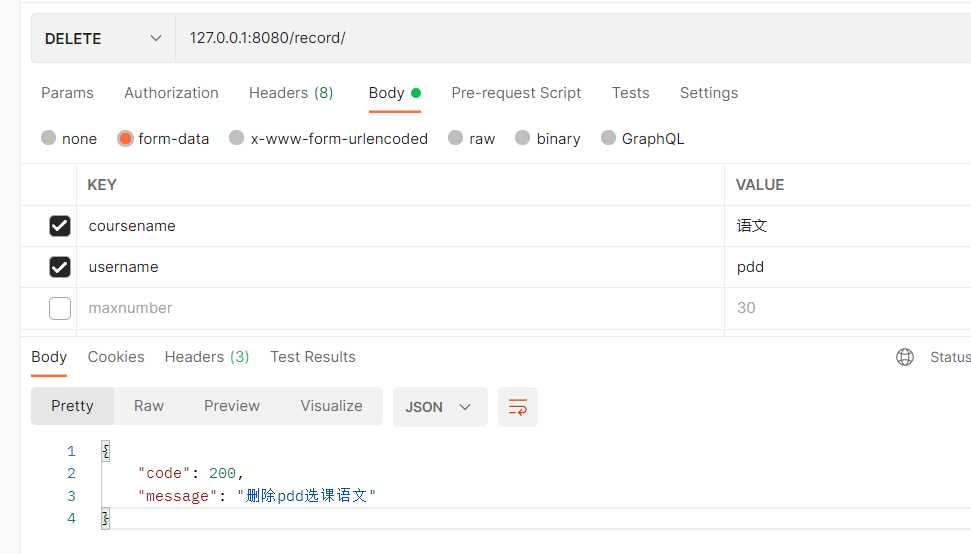 DELETE 127.0.0.1:8080/record/
Params Authorization Headers (8) Body Pre-request Script Tests Settings
none form-data x-www-form-urlencoded raw binary GraphQL
KEY VALUE
coursename 语文
username pdd
maxnumber 30
Body Cookies Headers (3) Test Results Status
Pretty Raw Preview Visualize JSON
1 {
2 "code": 200,
3 "message": "删除pdd选课语文"
4 }